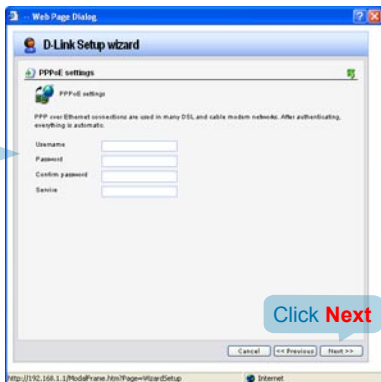 -- Web Page Dialog
D-Link Setup wizard
PPPoE settings
PPPoE settings
PPP over Ethernet connections are used in many DSL and cable modem networks. After authenticating,
everything is automatic.
Username
Password
Confirm password
Service
Click Next
Cancel
<< Previous
Next >>
http://192.168.1.1/ModalFrame.htm?Page=WizardSetup
Internet